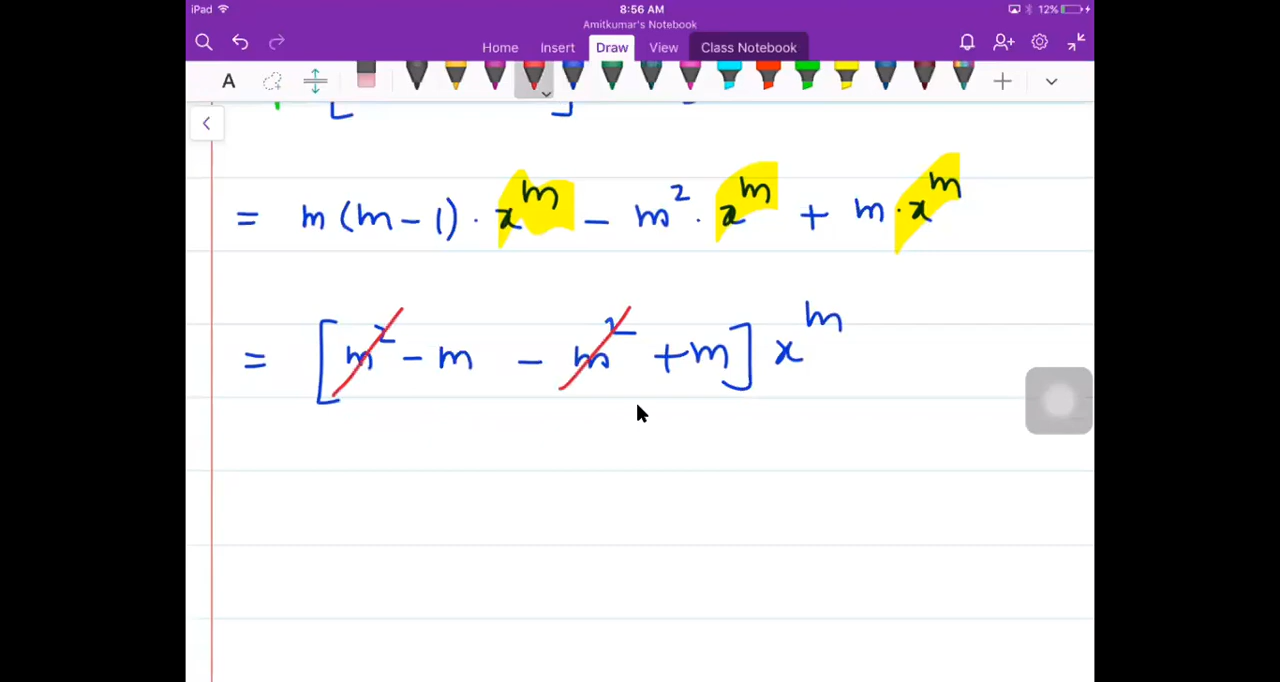 iPad 8:56 AM 12%
Amitkumar's Notebook
Home Insert Draw View Class Notebook
A
= m(m-1)·x^m - m²·x^m + m·x^m
= [m² - m - m² + m] x^m